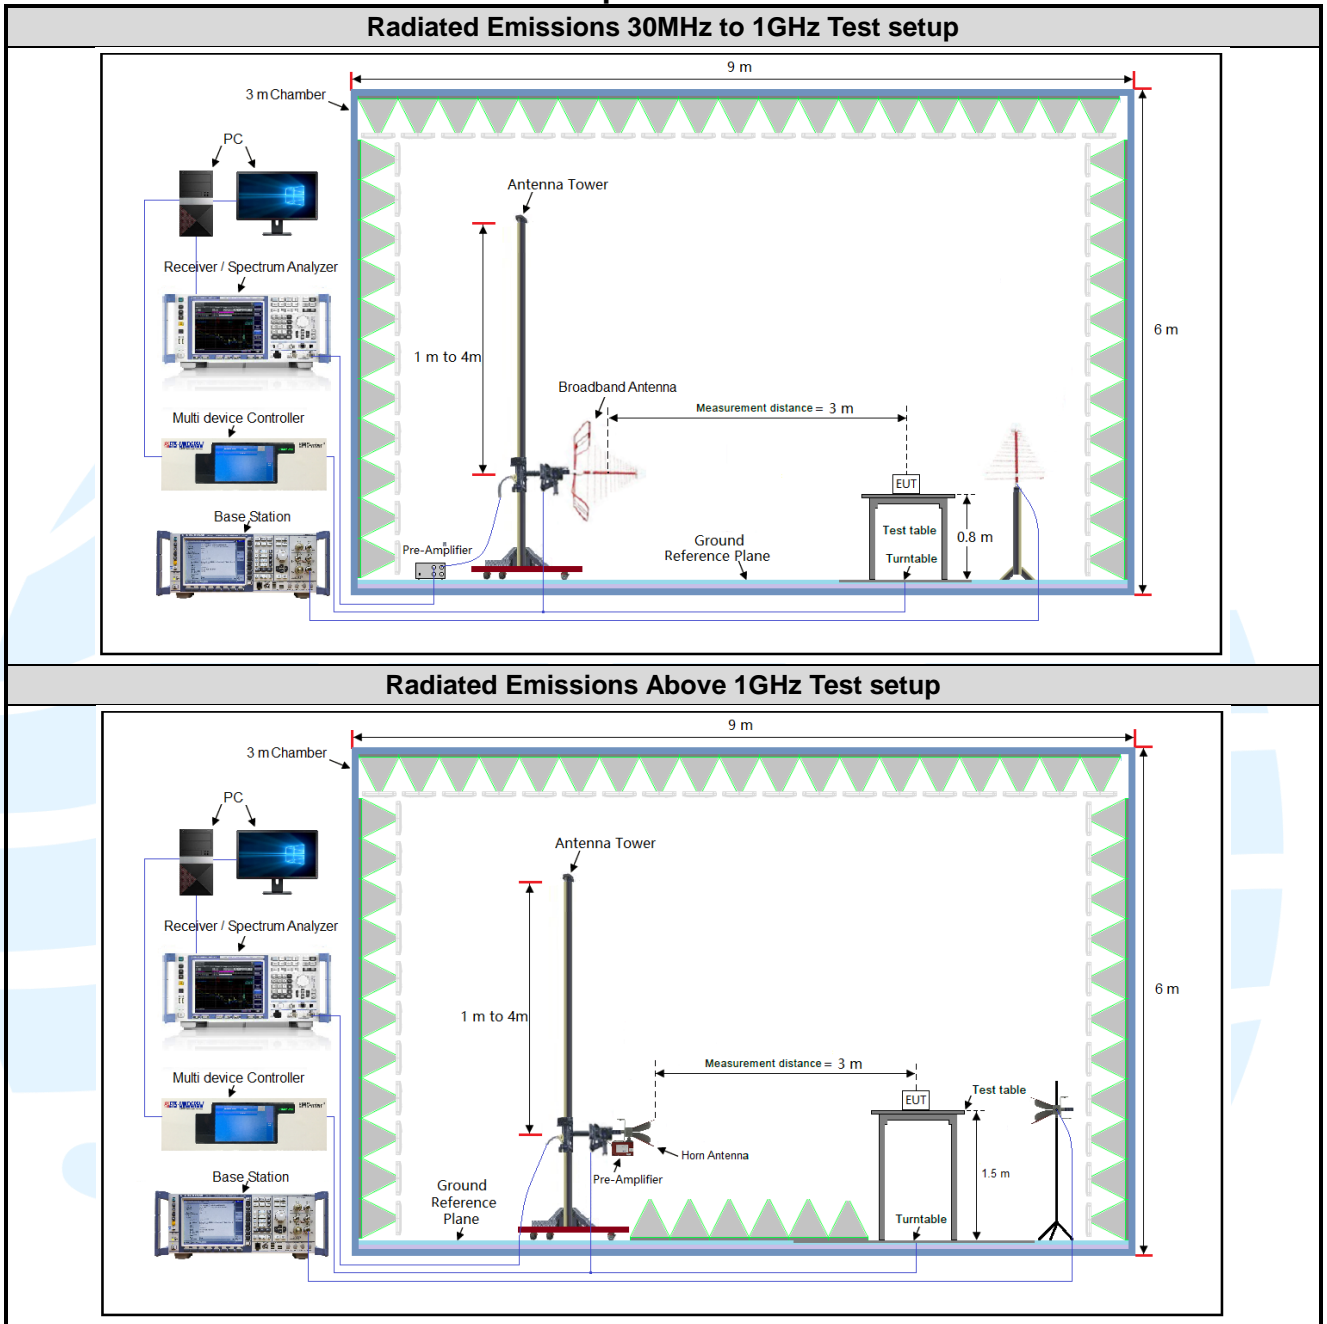 Radiated Emissions 30MHz to 1GHz Test setup
9 m
3 m Chamber
PC
Antenna Tower
Receiver / Spectrum Analyzer
6 m
1 m to 4m
Broadband Antenna
Measurement distance = 3 m
Multi device Controller
EUT
Base Station
Test table
0.8 m
Ground
Reference Plane
Pre-Amplifier
Turntable
Radiated Emissions Above 1GHz Test setup
9 m
3 m Chamber
PC
Antenna Tower
Receiver / Spectrum Analyzer
6 m
1 m to 4m
Measurement distance = 3 m
Multi device Controller
Test table
EUT
Horn Antenna
Pre-Amplifier
1.5 m
Base Station
Ground
Reference
Plane
Turntable